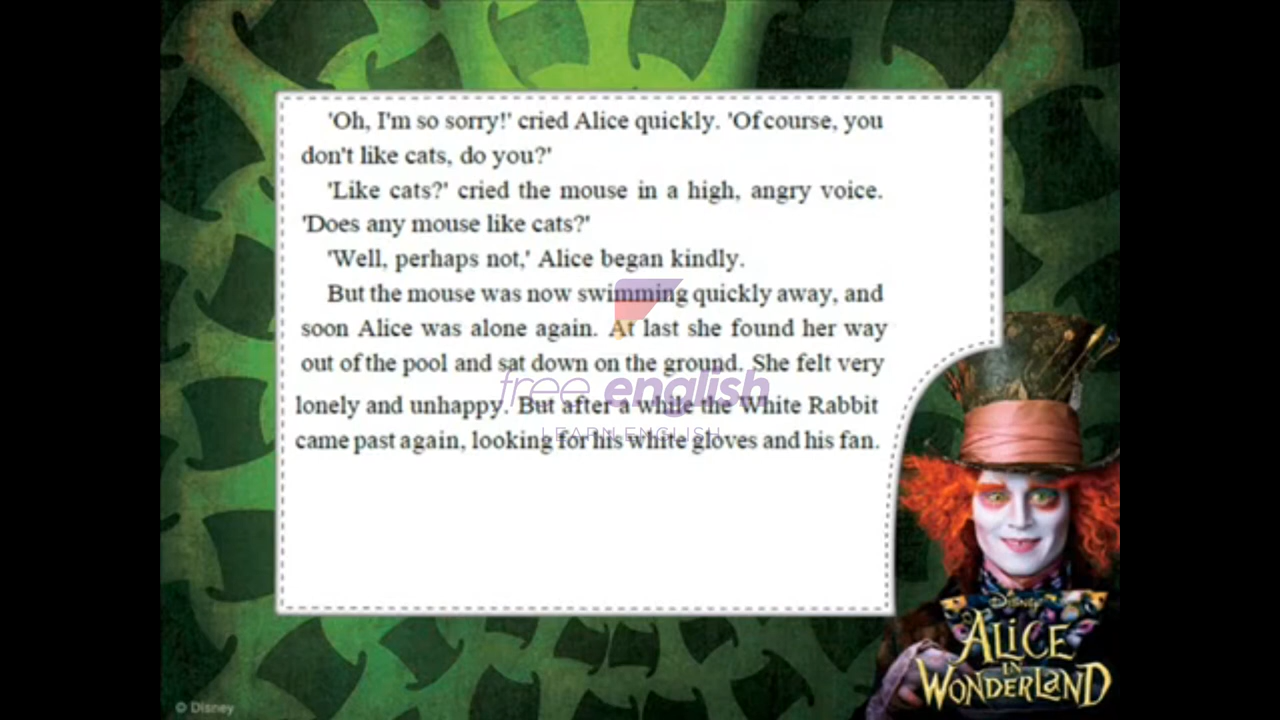 'Oh, I'm so sorry!' cried Alice quickly. 'Of course, you
don't like cats, do you?'
'Like cats?' cried the mouse in a high, angry voice.
'Does any mouse like cats?'
'Well, perhaps not,' Alice began kindly.
But the mouse was now swimming quickly away, and
soon Alice was alone again. At last she found her way
out of the pool and sat down on the ground. She felt very
lonely and unhappy. But after a while the White Rabbit
came past again, looking for his white gloves and his fan.
free english
LEARN ENGLISH
Disney
ALICE
IN
WONDERLAND
© Disney